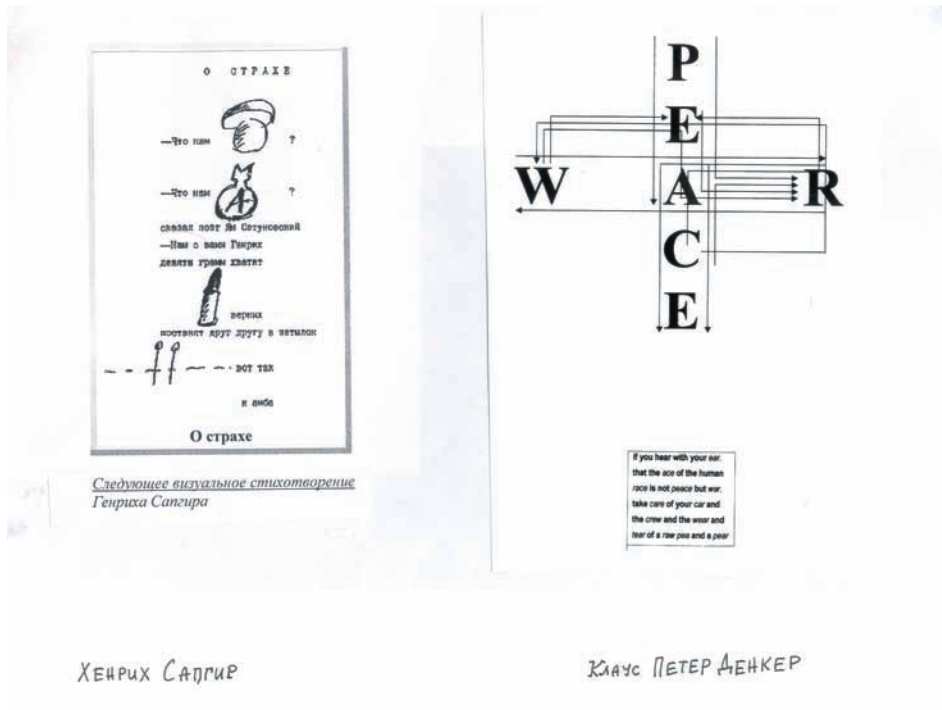 О СТРАХЕ
—Что нам ?
—Что нам А ?
сказал поэт Ян Сатуновский
—Нам с вами Генрих
девяти грамм хватит
верних
поставят друг другу в затылок
вот так
и амба
О страхе
Следующее визуальное стихотворение
Генриха Сапгира
P
E
W A R
C
E
If you hear with your ear,
that the ace of the human
race is not peace but war,
take care of your car and
the crew and the wear and
tear of a raw pea and a pear
ХЕНРИХ САПГИР
КЛАУС ПЕТЕР ДЕНКЕР